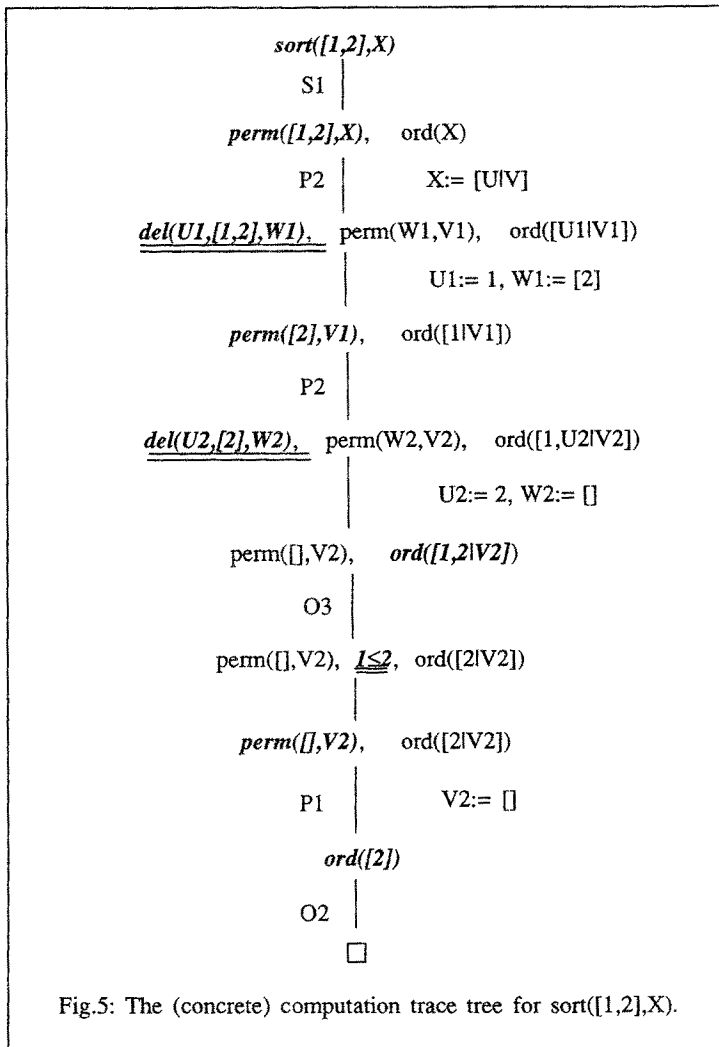 sort([1,2],X)
S1
perm([1,2],X), ord(X)
P2 X:= [U|V]
del(U1,[1,2],W1), perm(W1,V1), ord([U1|V1])
U1:= 1, W1:= [2]
perm([2],V1), ord([1|V1])
P2
del(U2,[2],W2), perm(W2,V2), ord([1,U2|V2])
U2:= 2, W2:= []
perm([],V2), ord([1,2|V2])
O3
perm([],V2), 1≤2, ord([2|V2])
perm([],V2), ord([2|V2])
P1 V2:= []
ord([2])
O2
□
Fig.5: The (concrete) computation trace tree for sort([1,2],X).